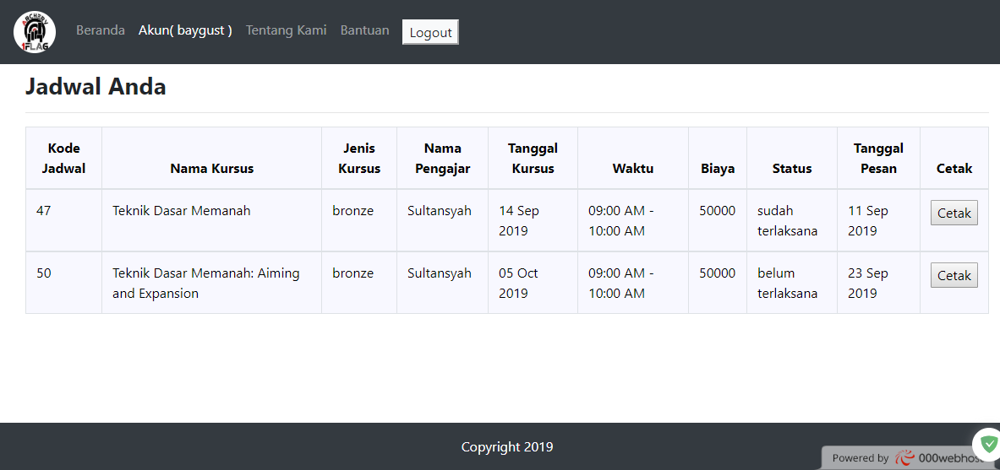 ARCHERY
1FLAG
Beranda Akun( baygust ) Tentang Kami Bantuan Logout
Jadwal Anda
Kode Jadwal Nama Kursus Jenis Kursus Nama Pengajar Tanggal Kursus Waktu Biaya Status Tanggal Pesan Cetak
47 Teknik Dasar Memanah bronze Sultansyah 14 Sep 2019 09:00 AM - 10:00 AM 50000 sudah terlaksana 11 Sep 2019 Cetak
50 Teknik Dasar Memanah: Aiming and Expansion bronze Sultansyah 05 Oct 2019 09:00 AM - 10:00 AM 50000 belum terlaksana 23 Sep 2019 Cetak
Copyright 2019
Powered by 000webhos